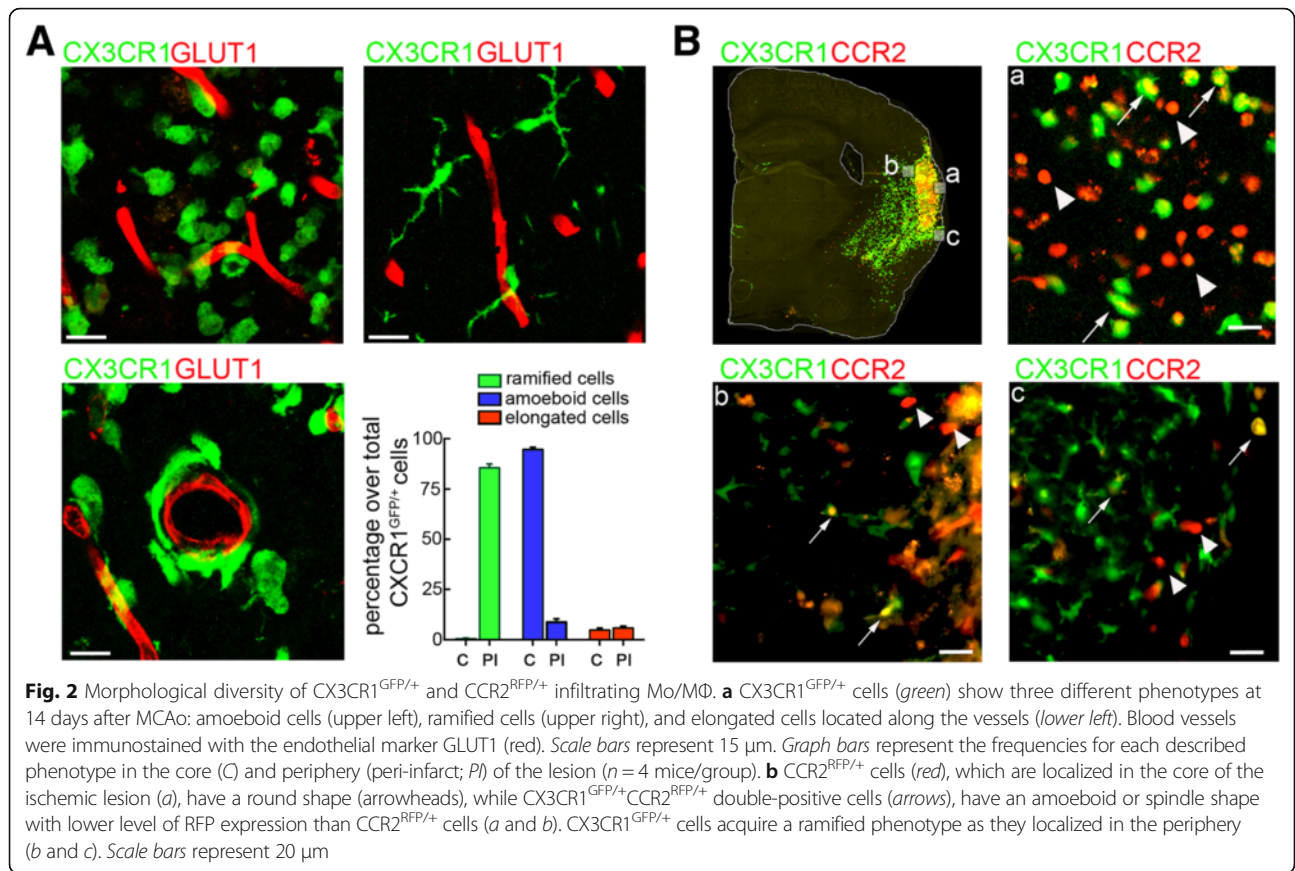 A
CX3CR1GLUT1
CX3CR1GLUT1
B
CX3CR1CCR2
CX3CR1CCR2
b
a
c
a
CX3CR1GLUT1
ramified cells
amoeboid cells
elongated cells
percentage over total
CXCR1GFP/+ cells
100
75
50
25
0
C PI C PI C PI
CX3CR1CCR2
CX3CR1CCR2
b
c
Fig. 2 Morphological diversity of CX3CR1GFP/+ and CCR2RFP/+ infiltrating Mo/MΦ. a CX3CR1GFP/+ cells (green) show three different phenotypes at
14 days after MCAo: amoeboid cells (upper left), ramified cells (upper right), and elongated cells located along the vessels (lower left). Blood vessels
were immunostained with the endothelial marker GLUT1 (red). Scale bars represent 15 μm. Graph bars represent the frequencies for each described
phenotype in the core (C) and periphery (peri-infarct; PI) of the lesion (n = 4 mice/group). b CCR2RFP/+ cells (red), which are localized in the core of the
ischemic lesion (a), have a round shape (arrowheads), while CX3CR1GFP/+CCR2RFP/+ double-positive cells (arrows), have an amoeboid or spindle shape
with lower level of RFP expression than CCR2RFP/+ cells (a and b). CX3CR1GFP/+ cells acquire a ramified phenotype as they localized in the periphery
(b and c). Scale bars represent 20 μm